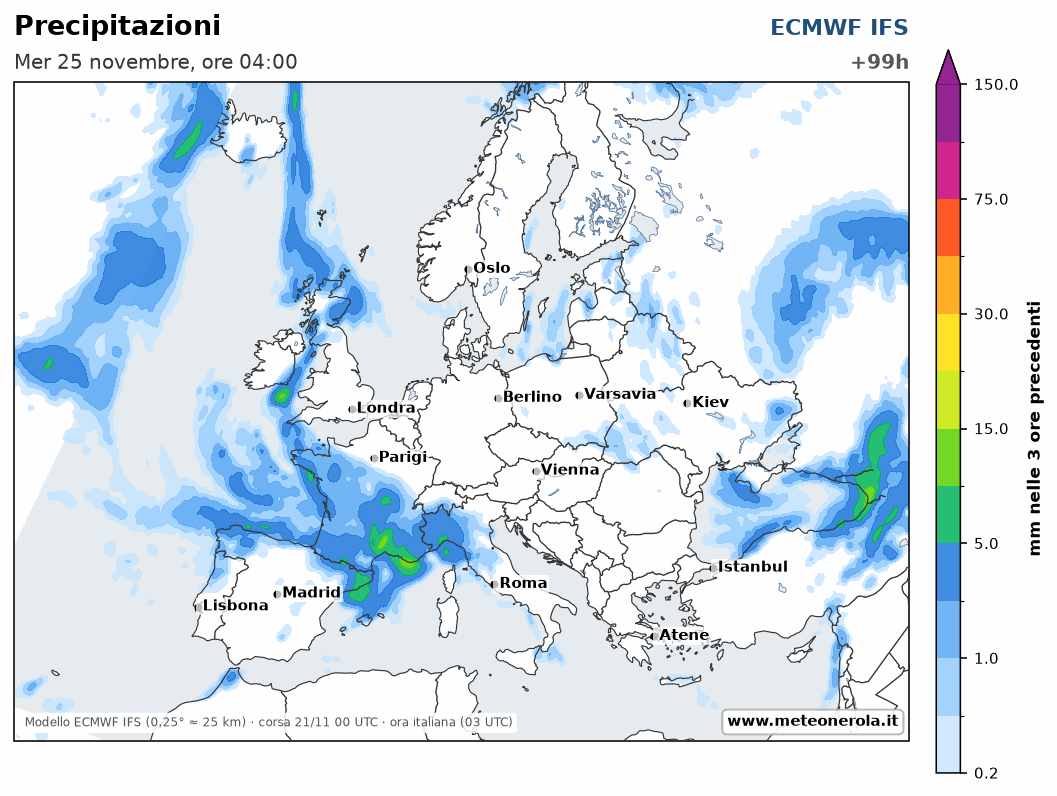 Precipitazioni
ECMWF IFS
Mer 25 novembre, ore 04:00
+99h
150.0
75.0
30.0
15.0
5.0
1.0
0.2
mm nelle 3 ore precedenti
Oslo
Berlino
Varsavia
Kiev
Londra
Parigi
Vienna
Istanbul
Roma
Madrid
Lisbona
Atene
Modello ECMWF IFS (0,25° ≈ 25 km) · corsa 21/11 00 UTC · ora italiana (03 UTC)
www.meteonerola.it